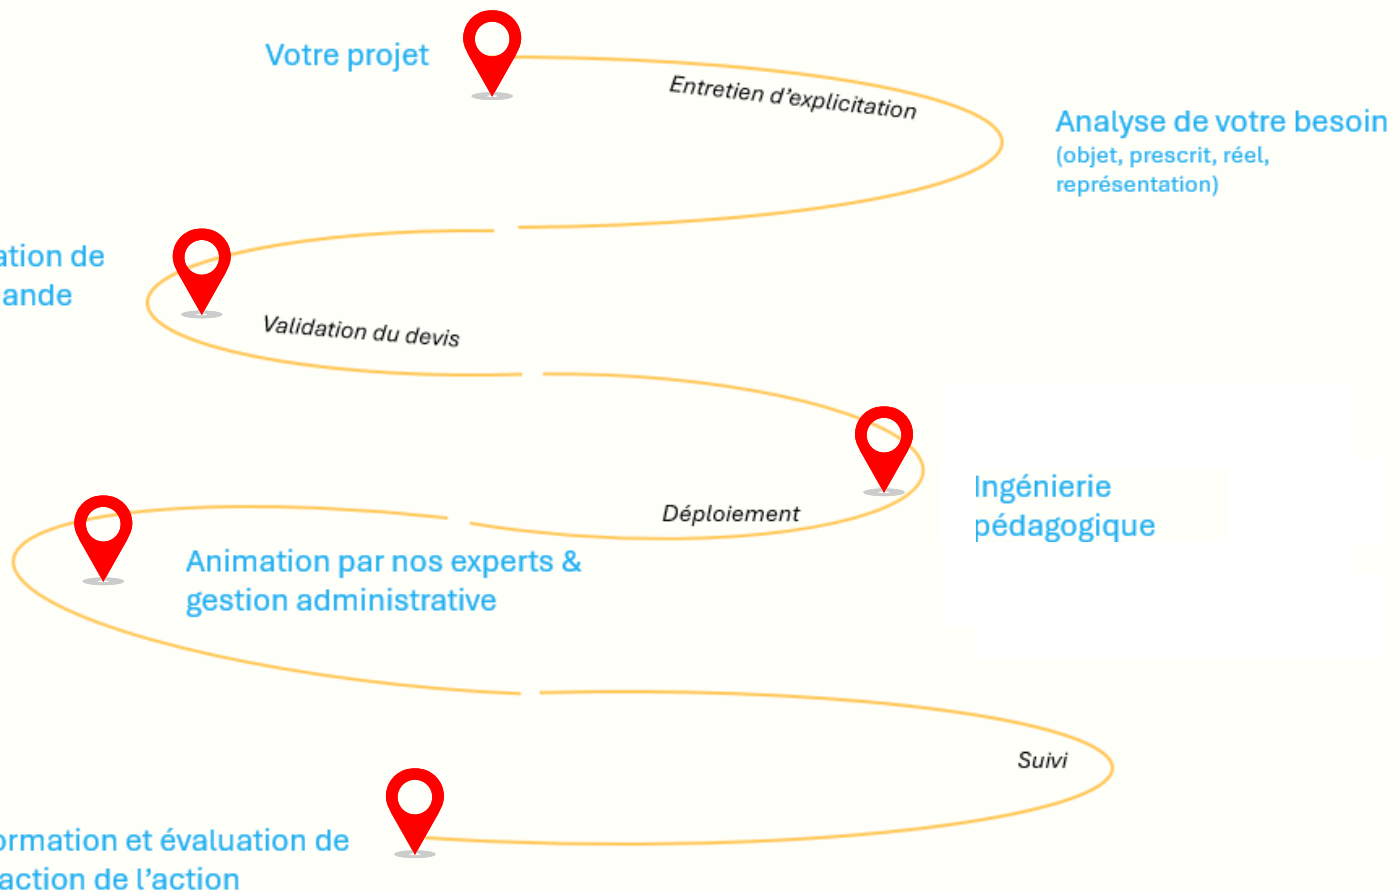 Votre projet
Entretien d'explicitation
Analyse de votre besoin
(objet, prescrit, réel,
représentation)
ation de
ande
Validation du devis
Ingénierie
pédagogique
Déploiement
Animation par nos experts &
gestion administrative
Suivi
ormation et évaluation de
action de l'action